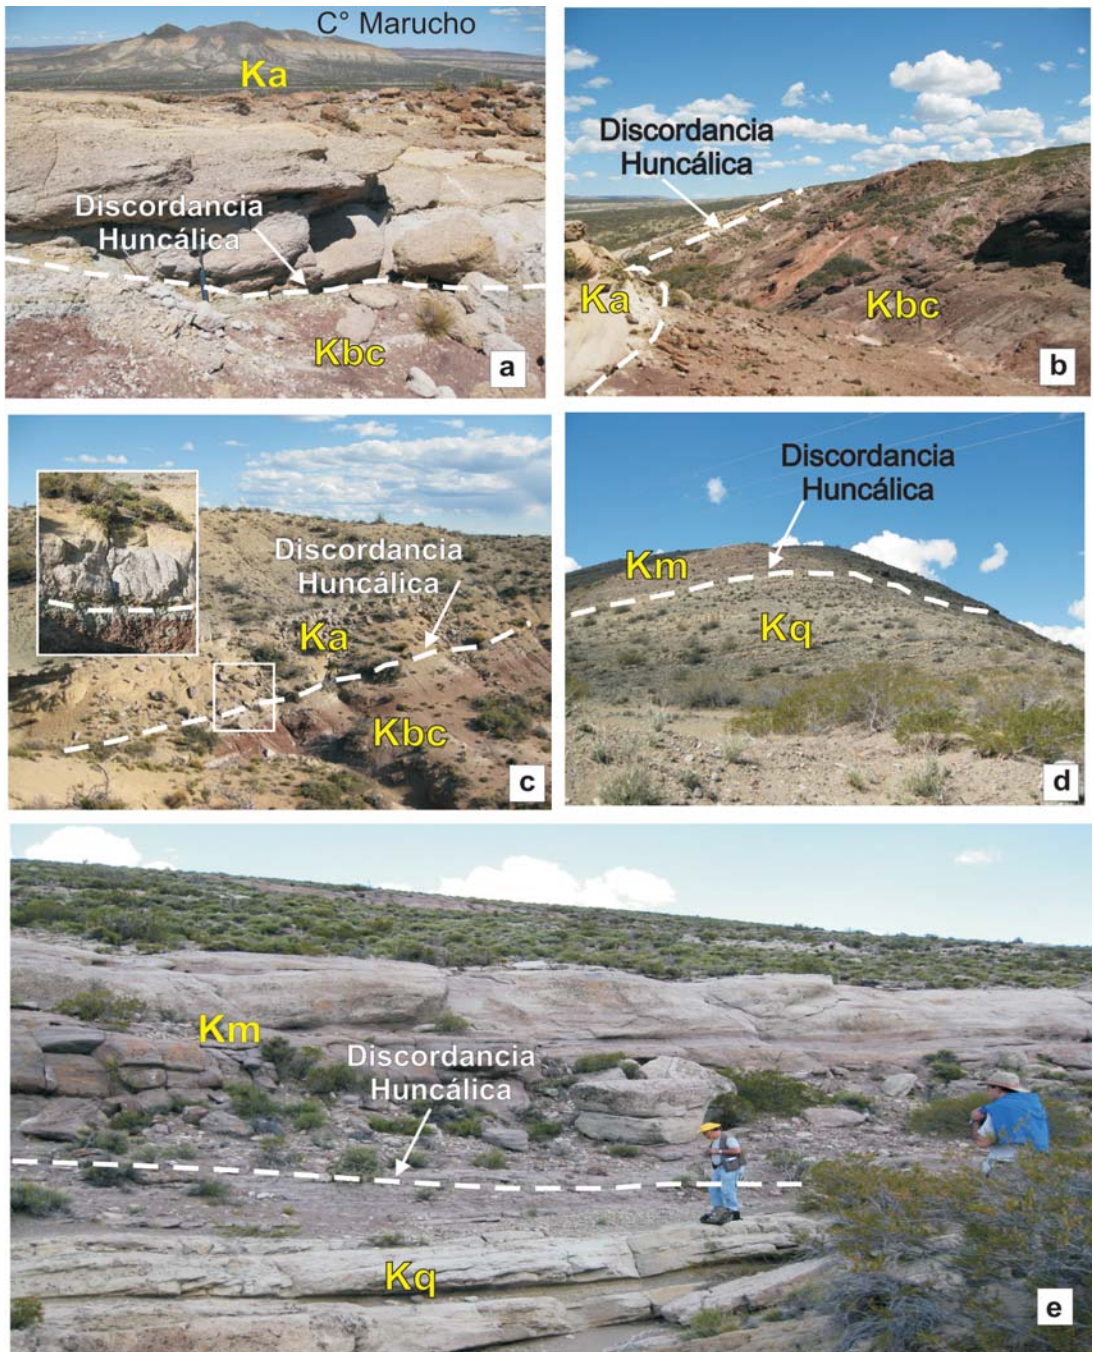 C° Marucho
Ka
Discordancia
Huncálica
Kbc
a
Discordancia
Huncálica
Ka
Kbc
b
Discordancia
Huncálica
Ka
Kbc
c
Discordancia
Huncálica
Km
Kq
d
Km
Discordancia
Huncálica
Kq
e